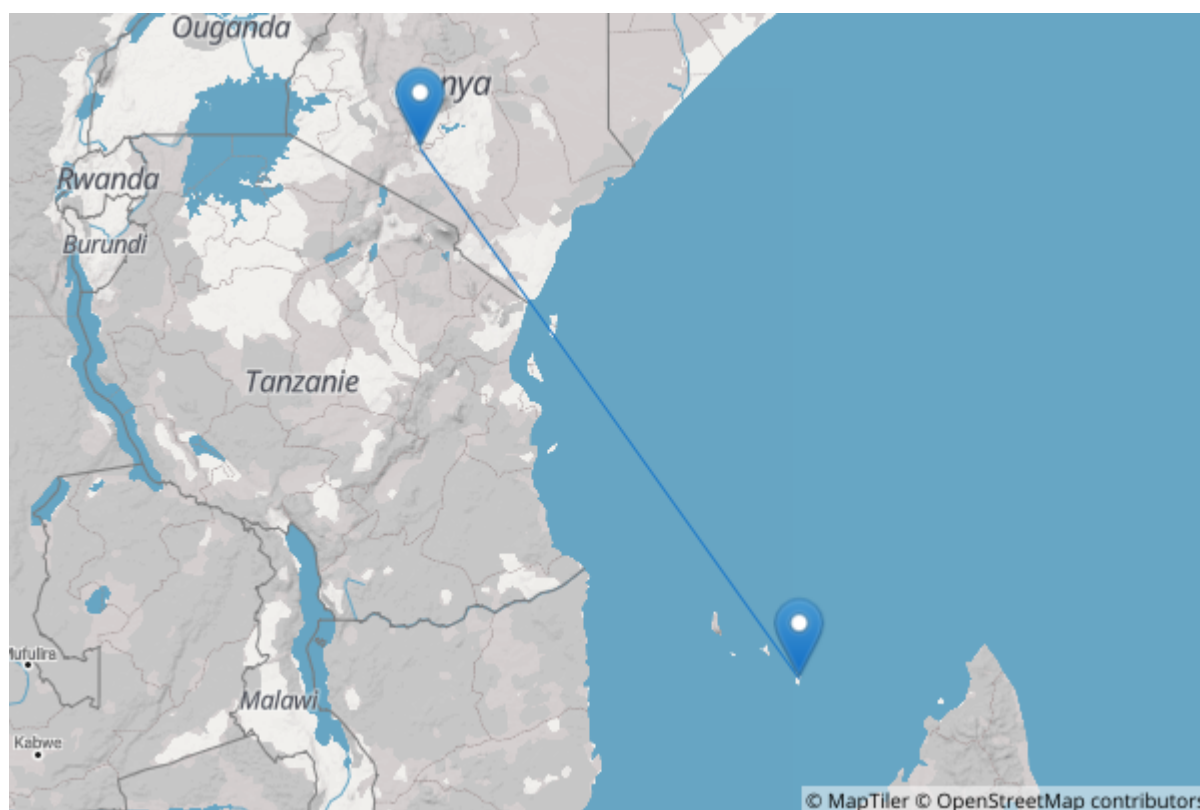 Ouganda
nya
Rwanda
Burundi
Tanzanie
Mufulira
Malawi
Kabwe
© MapTiler © OpenStreetMap contributors